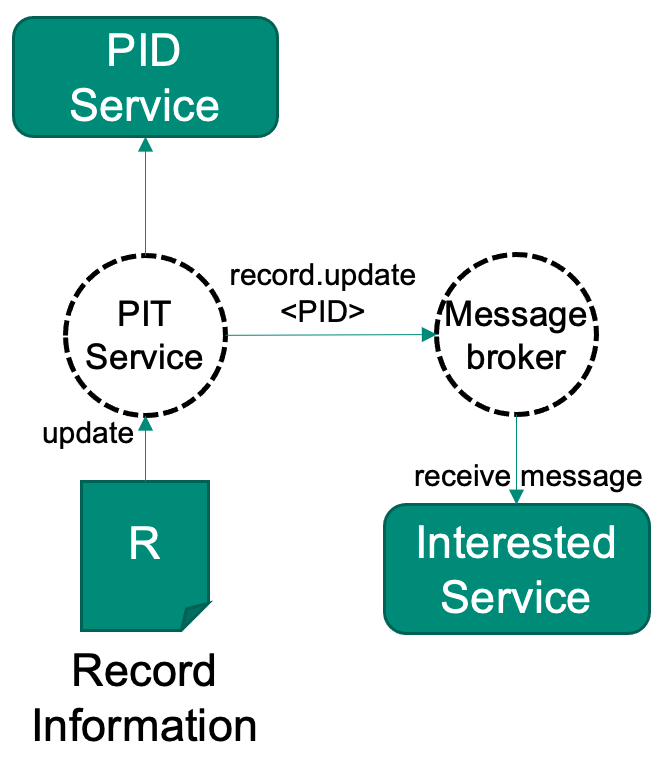 PID
Service
record.update
<PID>
PIT
Service
Message
broker
update
receive message
R
Interested
Service
Record
Information